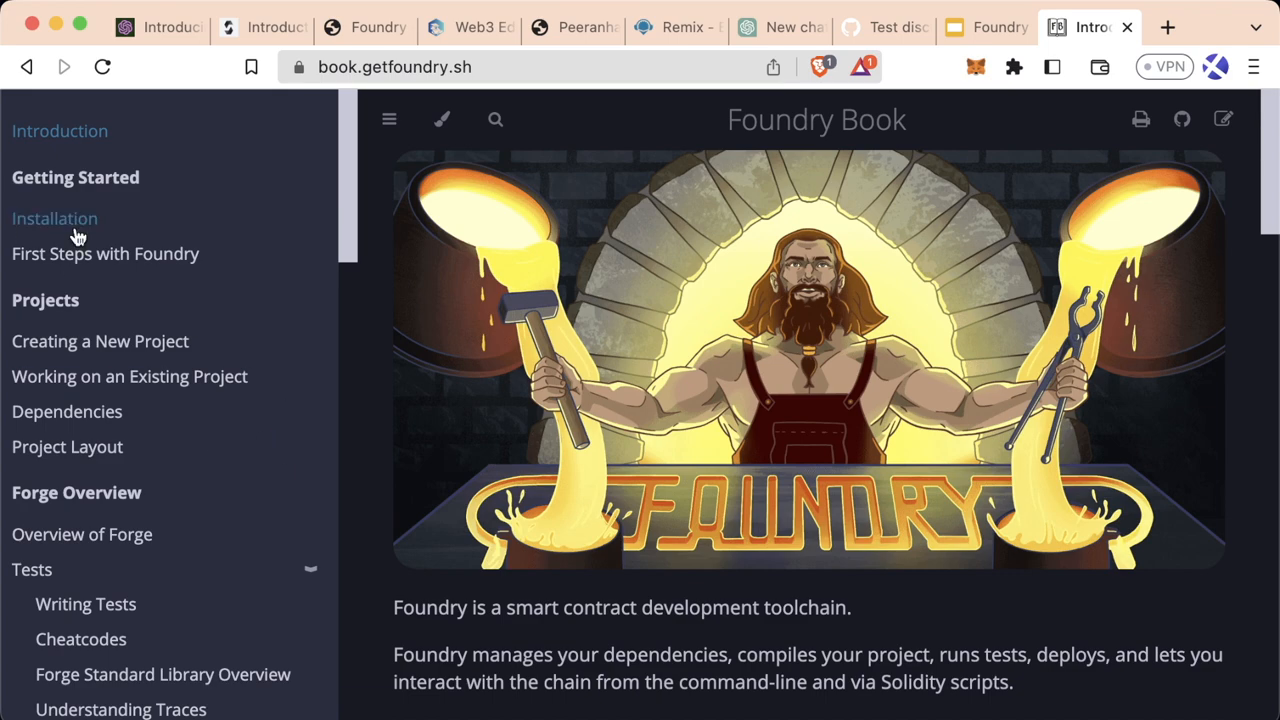 Introduci
Introduct
Foundry
Web3 Ed
Peeranha
Remix - E
New chat
Test disc
Foundry
Intro
book.getfoundry.sh
1
1
VPN
Introduction
Getting Started
Installation
First Steps with Foundry
Projects
Creating a New Project
Working on an Existing Project
Dependencies
Project Layout
Forge Overview
Overview of Forge
Tests
Writing Tests
Cheatcodes
Forge Standard Library Overview
Understanding Traces
Foundry Book
FOUNDRY
Foundry is a smart contract development toolchain.
Foundry manages your dependencies, compiles your project, runs tests, deploys, and lets you
interact with the chain from the command-line and via Solidity scripts.